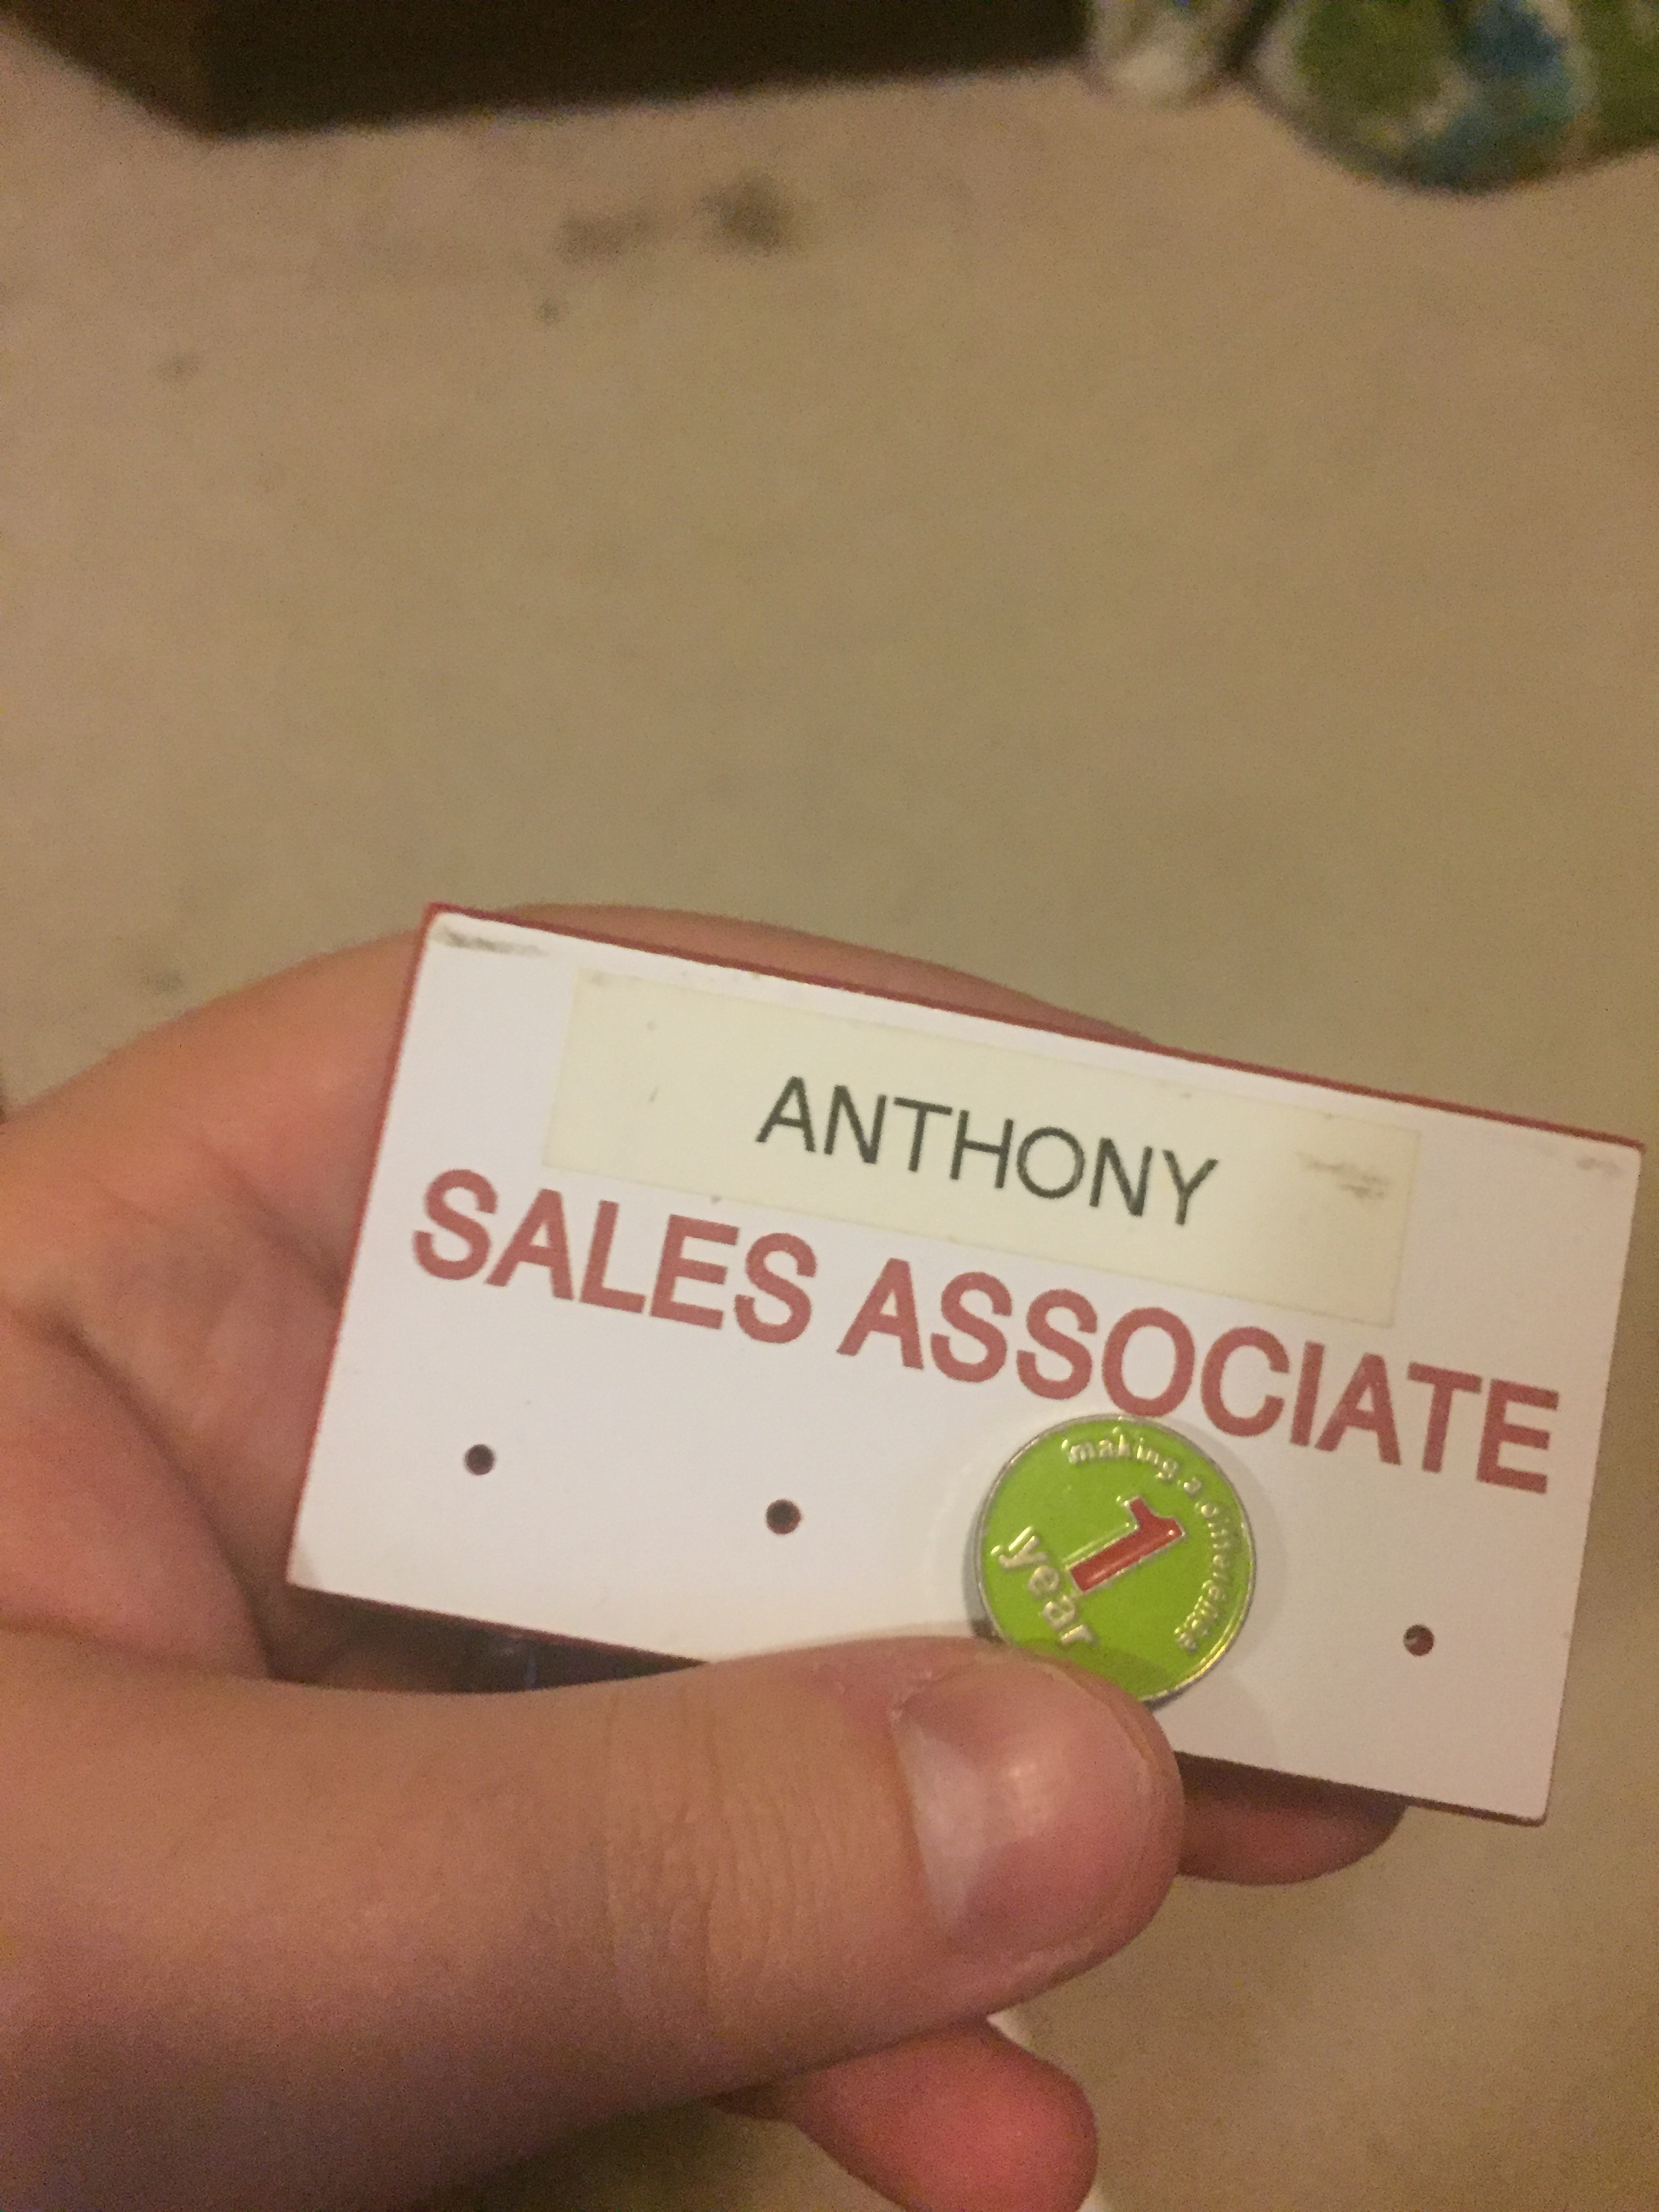 ANTHONY
SALES ASSOCIATE
making a difference
1
year